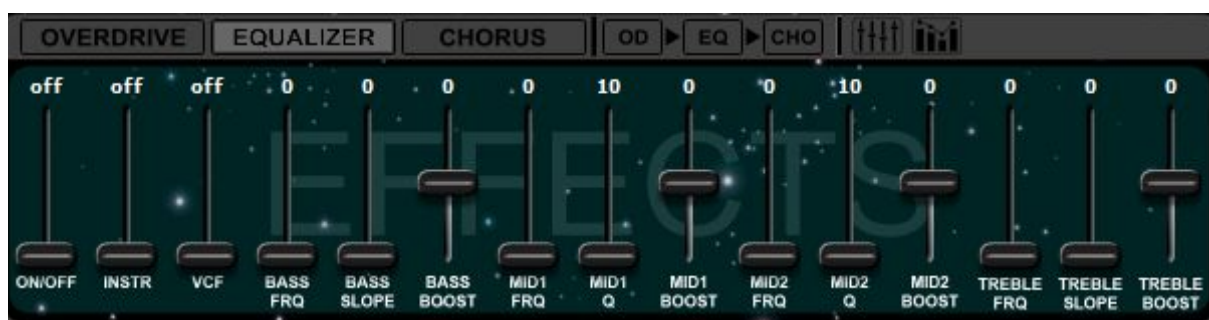 OVERDRIVE EQUALIZER CHORUS OD EQ CHO
off off off 0 0 0 0 10 0 0 10 0 0 0 0
EFFECTS
ON/OFF INSTR VCF BASS BASS BASS MID1 MID1 MID1 MID2 MID2 MID2 TREBLE TREBLE TREBLE
FRQ SLOPE BOOST FRQ Q BOOST FRQ Q BOOST FRQ SLOPE BOOST